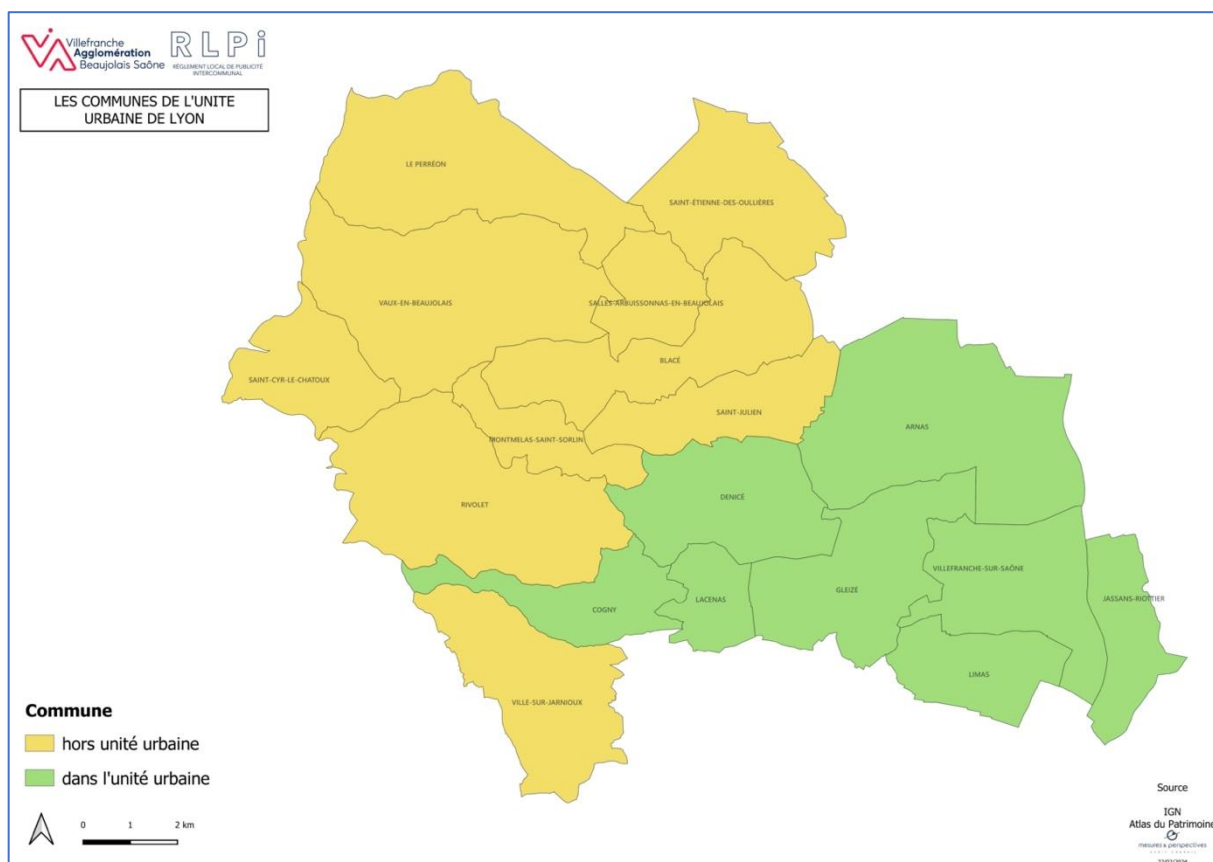 Villefranche
Agglomération
Beaujolais Saône
RLPi
RÈGLEMENT LOCAL DE PUBLICITÉ
INTERCOMMUNAL
LES COMMUNES DE L'UNITE
URBAINE DE LYON
LE PERRÉON
SAINT-ÉTIENNE-DES-OULLIÈRES
VAUX-EN-BEAUJOLAIS
SALLES-ARBUISSONNAS-EN-BEAUJOLAIS
BLACÉ
SAINT-CYR-LE-CHATOUX
SAINT-JULIEN
ARNAS
MONTMELAS-SAINT-SORLIN
DENICÉ
RIVOLET
VILLEFRANCHE-SUR-SAÔNE
GLEIZÉ
JASSANS-RIOTTIER
LACENAS
COGNY
LIMAS
VILLE-SUR-JARNIOUX
Commune
hors unité urbaine
dans l'unité urbaine
0 1 2 km
Source
IGN
Atlas du Patrimoine
mesures & perspectives